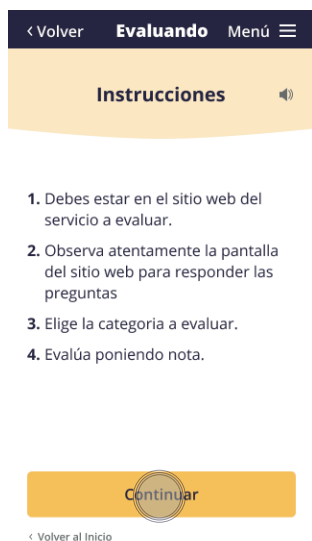 ‹ Volver Evaluando Menú
Instrucciones
1. Debes estar en el sitio web del
servicio a evaluar.
2. Observa atentamente la pantalla
del sitio web para responder las
preguntas
3. Elige la categoria a evaluar.
4. Evalúa poniendo nota.
Continuar
‹ Volver al Inicio